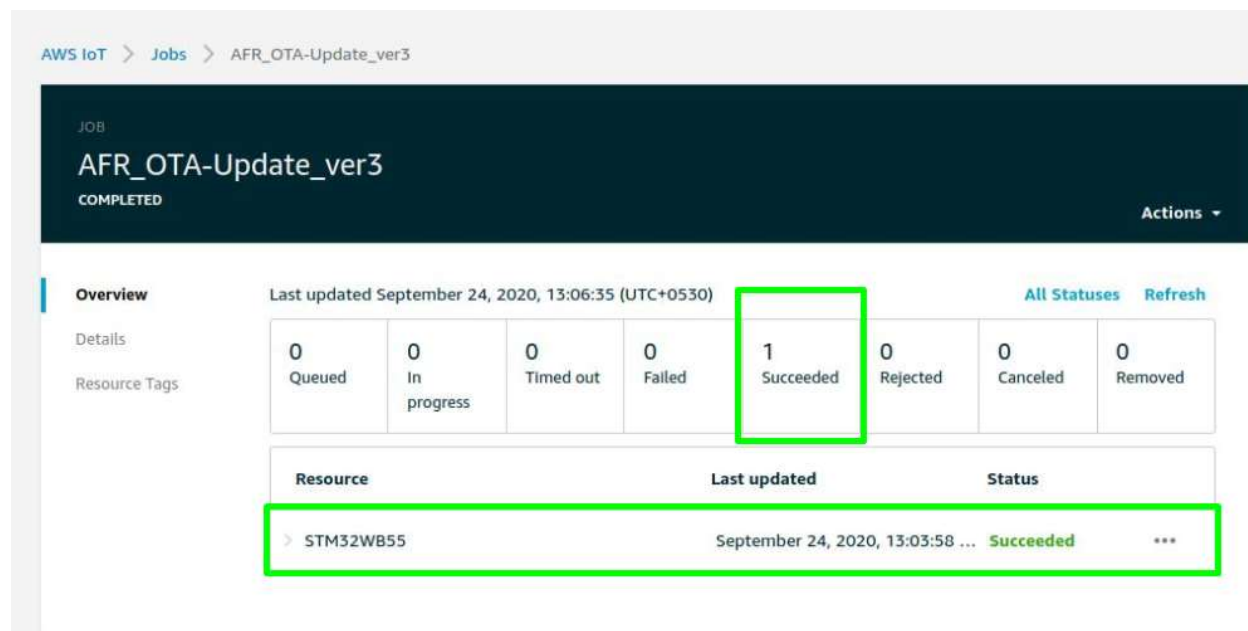 AWS IoT > Jobs > AFR_OTA-Update_ver3
JOB
AFR_OTA-Update_ver3
COMPLETED
Actions
Overview
Details
Resource Tags
Last updated September 24, 2020, 13:06:35 (UTC+0530)
All Statuses Refresh
0 0 0 0 1 0 0 0
Queued In progress Timed out Failed Succeeded Rejected Canceled Removed
Resource Last updated Status
STM32WB55 September 24, 2020, 13:03:58 ... Succeeded ...